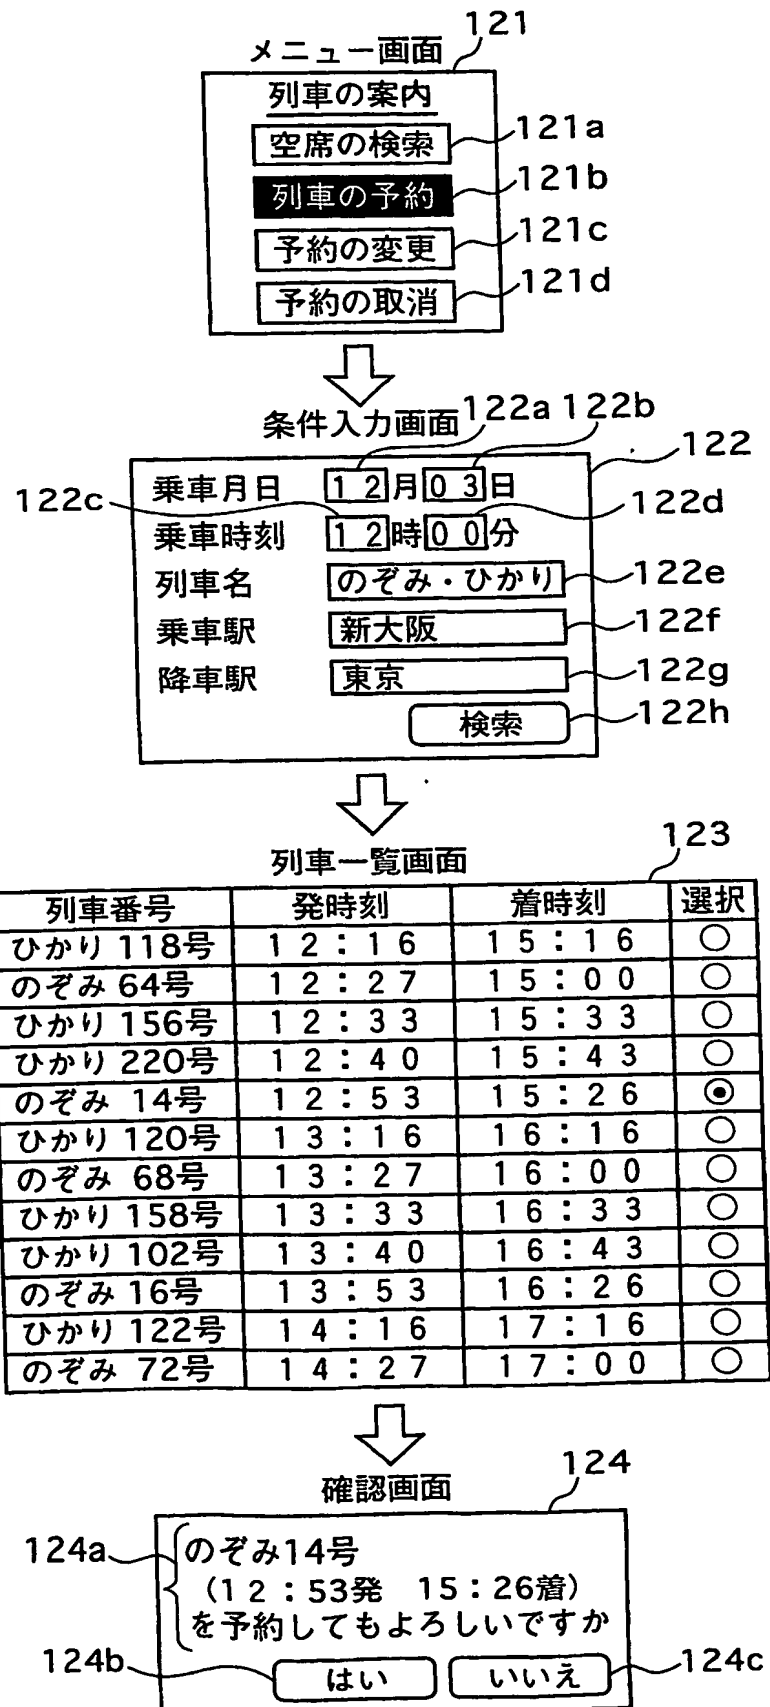 121
メニュー画面
列車の案内
空席の検索 121a
列車の予約 121b
予約の変更 121c
予約の取消 121d
条件入力画面 122a 122b
122
乗車月日 12月03日
122c 122d
乗車時刻 12時00分
列車名 のぞみ・ひかり 122e
乗車駅 新大阪 122f
降車駅 東京 122g
検索 122h
123
列車一覧画面
列車番号 発時刻 着時刻 選択
ひかり 118号 12:16 15:16 ○
のぞみ 64号 12:27 15:00 ○
ひかり 156号 12:33 15:33 ○
ひかり 220号 12:40 15:43 ○
のぞみ 14号 12:53 15:26 ◉
ひかり 120号 13:16 16:16 ○
のぞみ 68号 13:27 16:00 ○
ひかり 158号 13:33 16:33 ○
ひかり 102号 13:40 16:43 ○
のぞみ 16号 13:53 16:26 ○
ひかり 122号 14:16 17:16 ○
のぞみ 72号 14:27 17:00 ○
124
確認画面
124a のぞみ14号
(12:53発 15:26着)
を予約してもよろしいですか
124b はい いいえ 124c